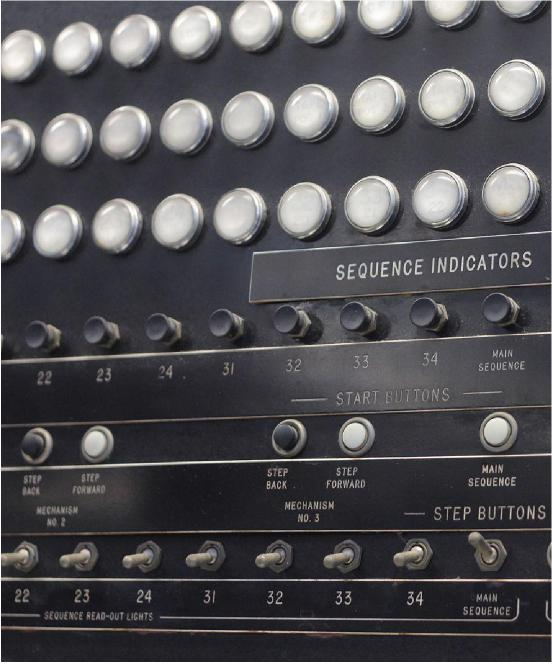 SEQUENCE INDICATORS
22 23 24 31 32 33 34 MAIN SEQUENCE
START BUTTONS
STEP BACK STEP FORWARD STEP BACK STEP FORWARD MAIN SEQUENCE
MECHANISM NO. 2 MECHANISM NO. 3
STEP BUTTONS
22 23 24 31 32 33 34 MAIN SEQUENCE
SEQUENCE READ-OUT LIGHTS